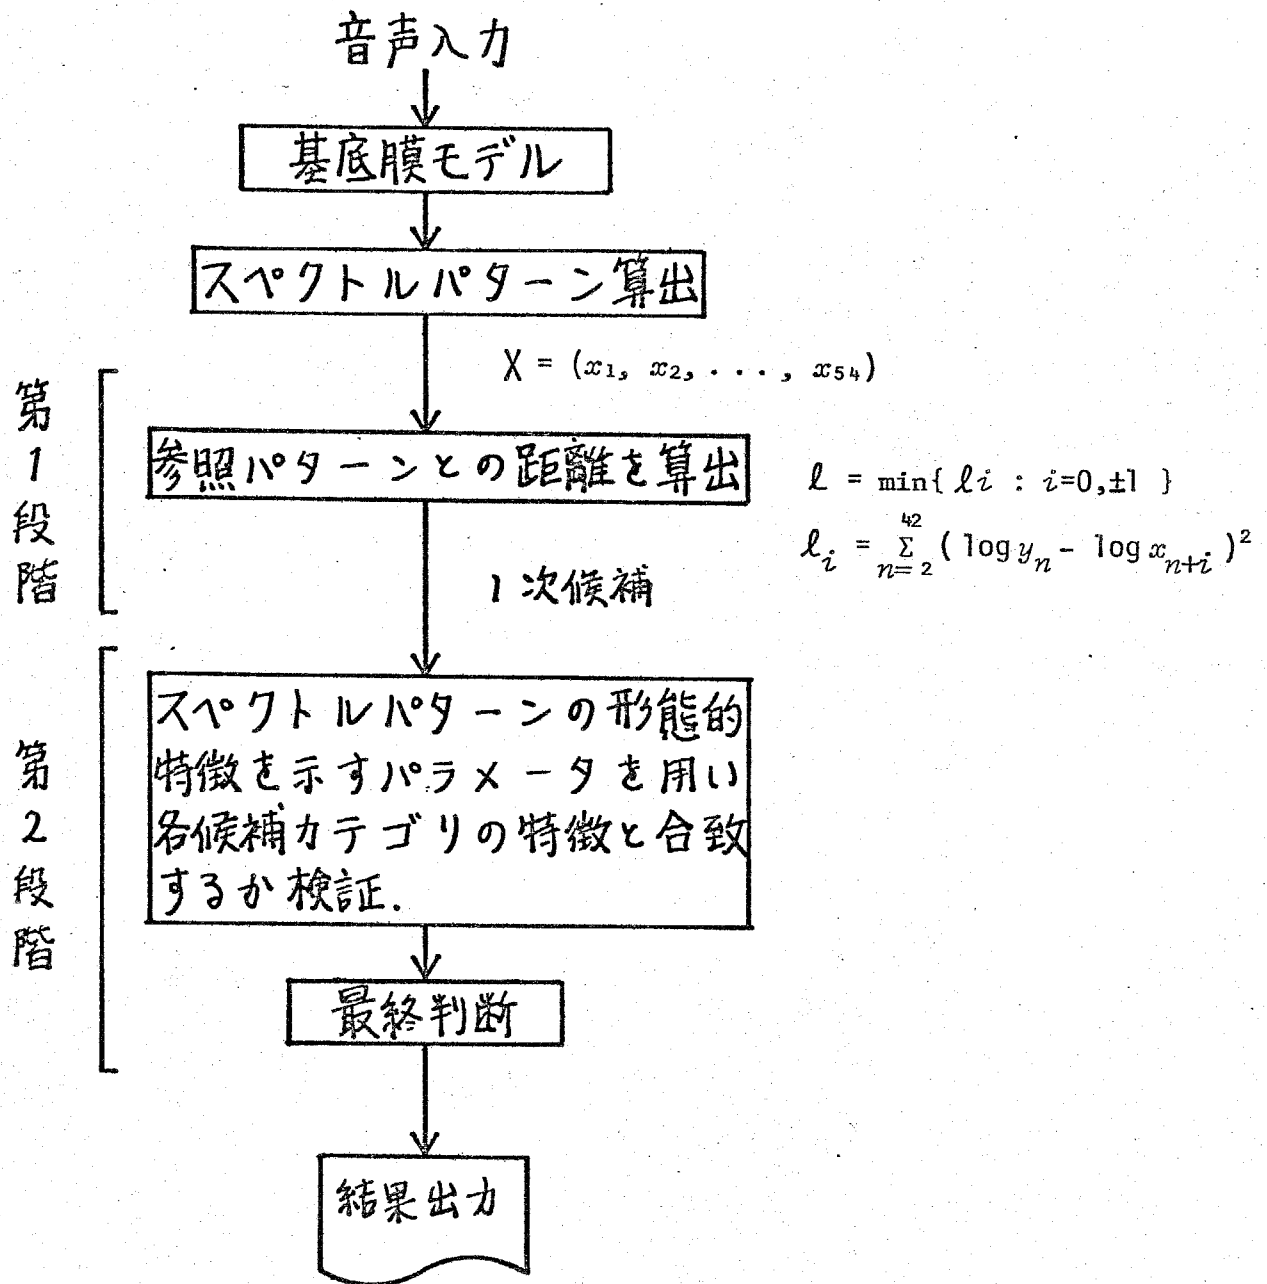 音声入力
基底膜モデル
スペクトルパターン算出
X = (x₁, x₂, . . . , x₅₄)
第1段階
参照パターンとの距離を算出
ℓ = min{ ℓi : i=0,±1 }
ℓᵢ = Σ_{n=2}^{42} ( log yₙ - log xₙ₊ᵢ )²
1次候補
第2段階
スペクトルパターンの形態的
特徴を示すパラメータを用い
各候補カテゴリの特徴と合致
するか検証.
最終判断
結果出力